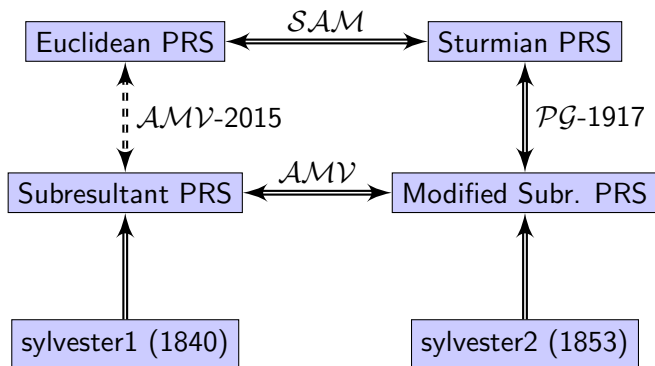 SAM
Euclidean PRS
Sturmian PRS
AMV-2015
PG-1917
AMV
Subresultant PRS
Modified Subr. PRS
sylvester1 (1840)
sylvester2 (1853)